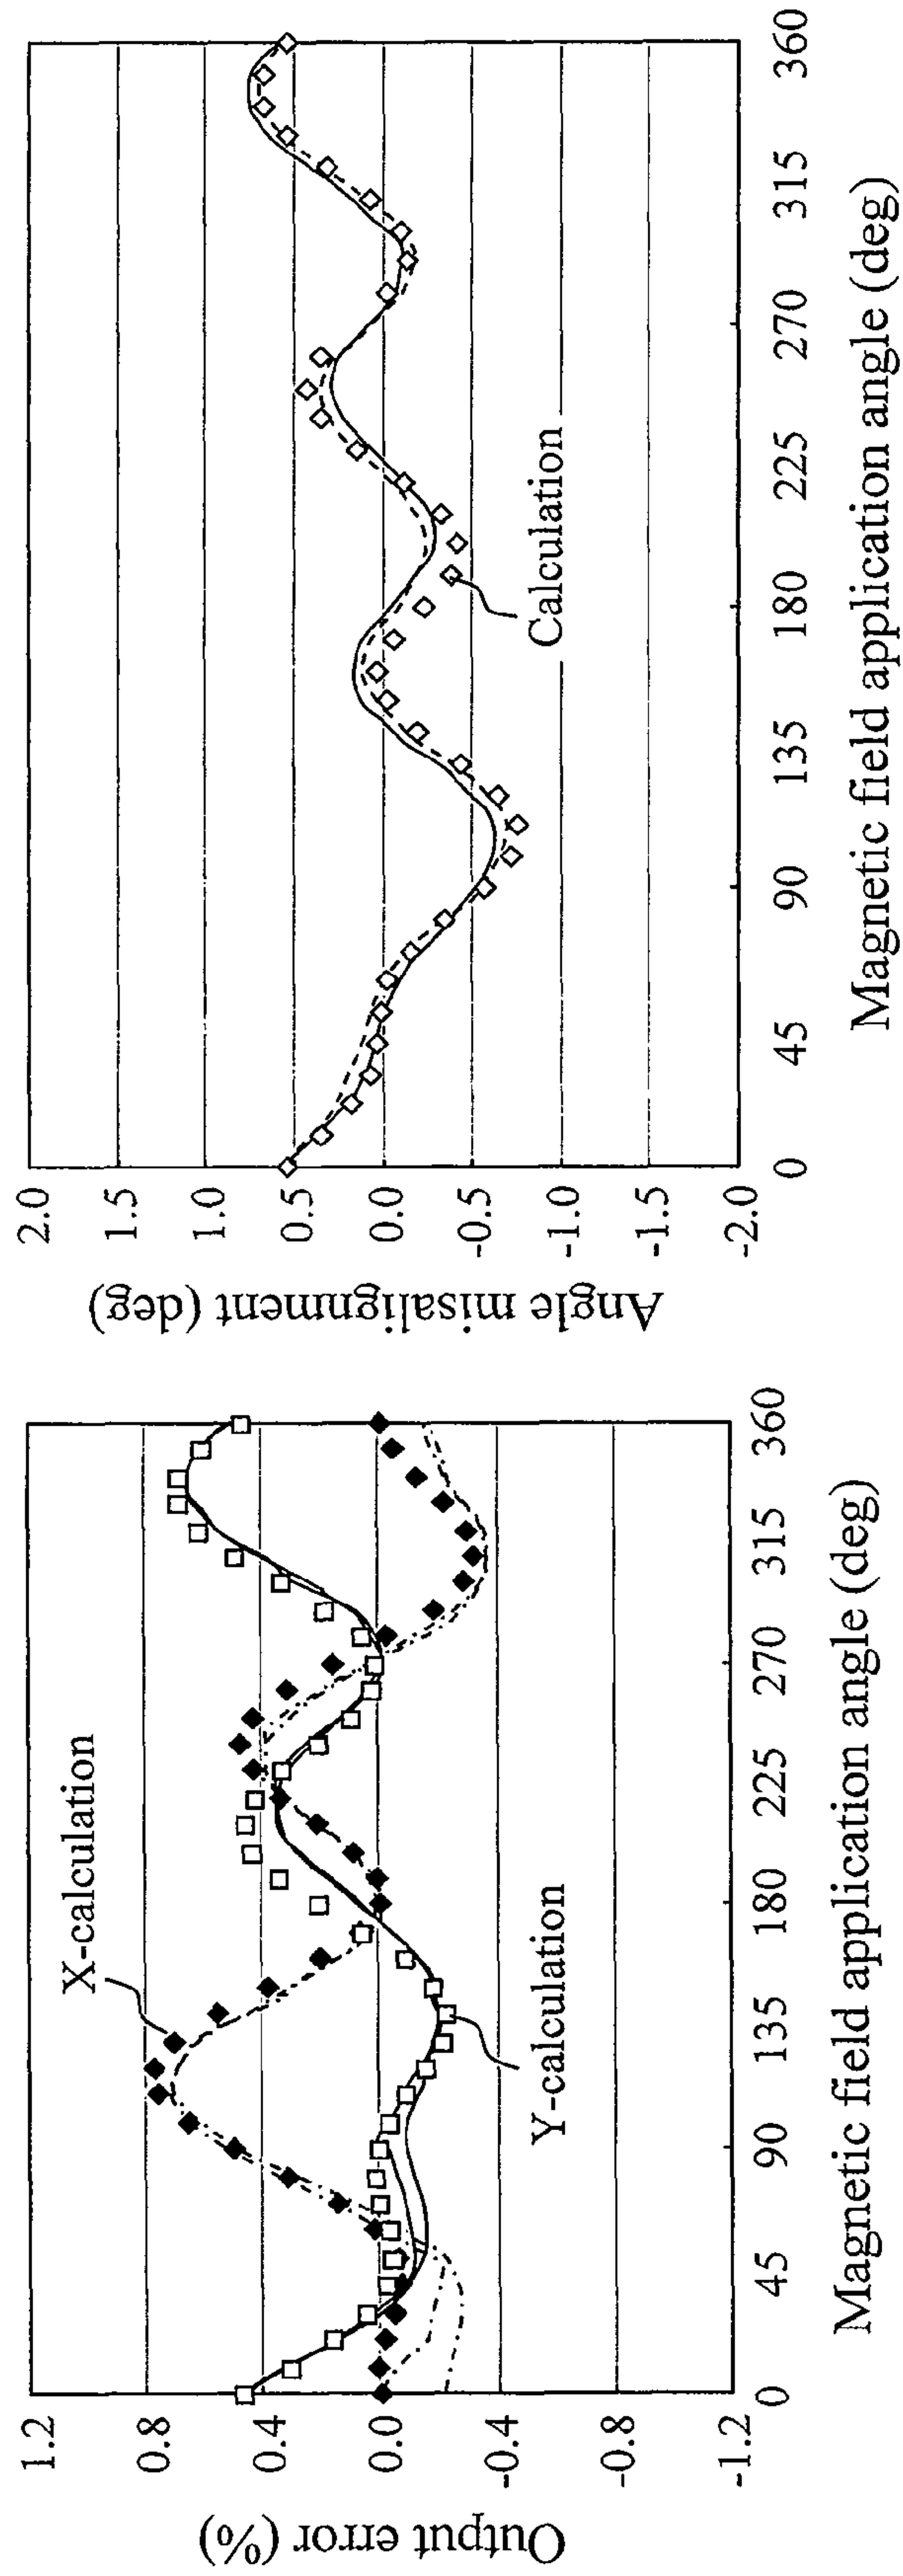 Output error (%)
1.2
0.8
0.4
0.0
-0.4
-0.8
-1.2
X-calculation
Y-calculation
0 45 90 135 180 225 270 315 360
Magnetic field application angle (deg)
Angle misalignment (deg)
2.0
1.5
1.0
0.5
0.0
-0.5
-1.0
-1.5
-2.0
Calculation
0 45 90 135 180 225 270 315 360
Magnetic field application angle (deg)